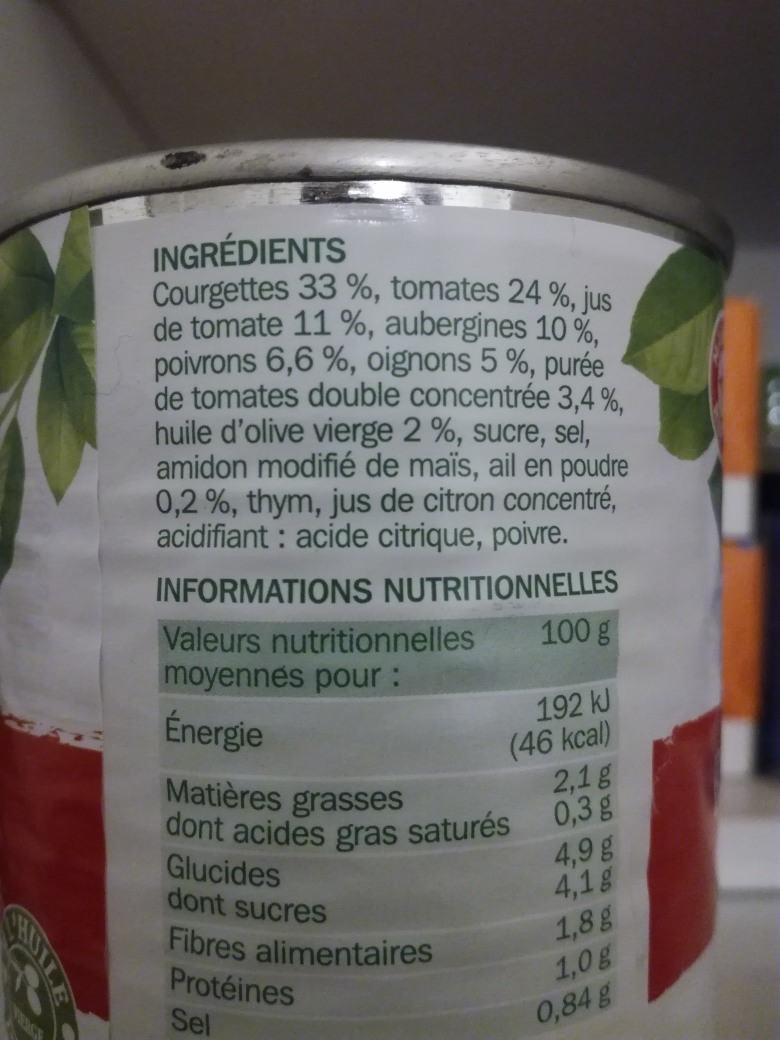 INGRÉDIENTS
Courgettes 33 %, tomates 24 %, jus
de tomate 11 %, aubergines 10 %,
poivrons 6,6 %, oignons 5 %, purée
de tomates double concentrée 3,4 %,
huile d'olive vierge 2 %, sucre, sel,
amidon modifié de maïs, ail en poudre
0,2 %, thym, jus de citron concentré,
acidifiant : acide citrique, poivre.
INFORMATIONS NUTRITIONNELLES
Valeurs nutritionnelles 100 g
moyennes pour :
Énergie 192 kJ
(46 kcal)
Matières grasses 2,1 g
dont acides gras saturés 0,3 g
Glucides 4,9 g
dont sucres 4,1 g
Fibres alimentaires 1,8 g
Protéines 1,0 g
Sel 0,84 g
L'HUILE
VIERGE